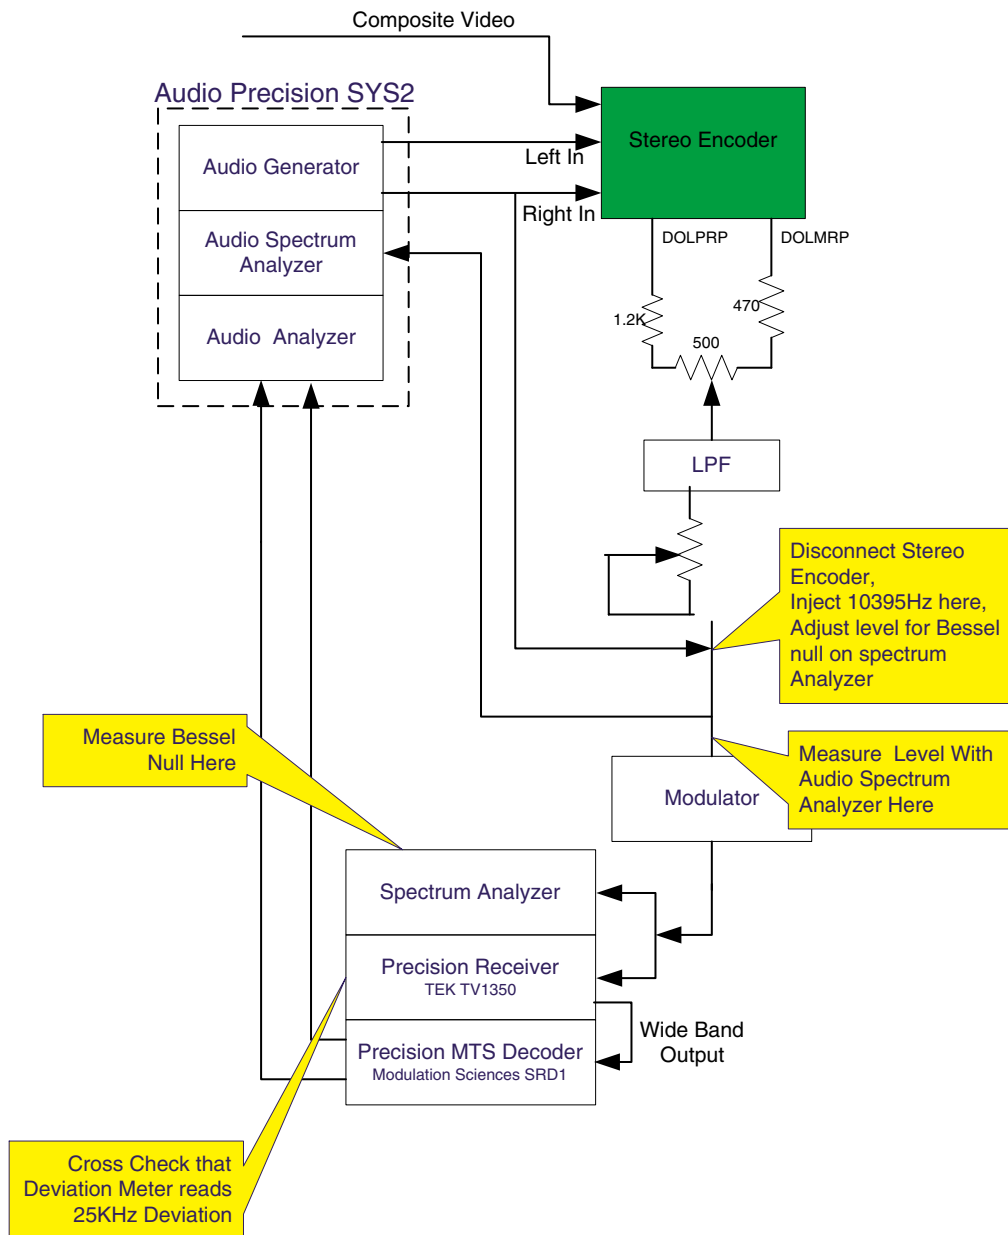 Composite Video
Audio Precision SYS2
Audio Generator
Left In
Right In
Stereo Encoder
Audio Spectrum
Analyzer
Audio Analyzer
DOLPRP
DOLMRP
1.2K
470
500
LPF
Disconnect Stereo
Encoder,
Inject 10395Hz here,
Adjust level for Bessel
null on spectrum
Analyzer
Measure Bessel
Null Here
Measure Level With
Audio Spectrum
Analyzer Here
Modulator
Spectrum Analyzer
Precision Receiver
TEK TV1350
Wide Band
Output
Precision MTS Decoder
Modulation Sciences SRD1
Cross Check that
Deviation Meter reads
25KHz Deviation